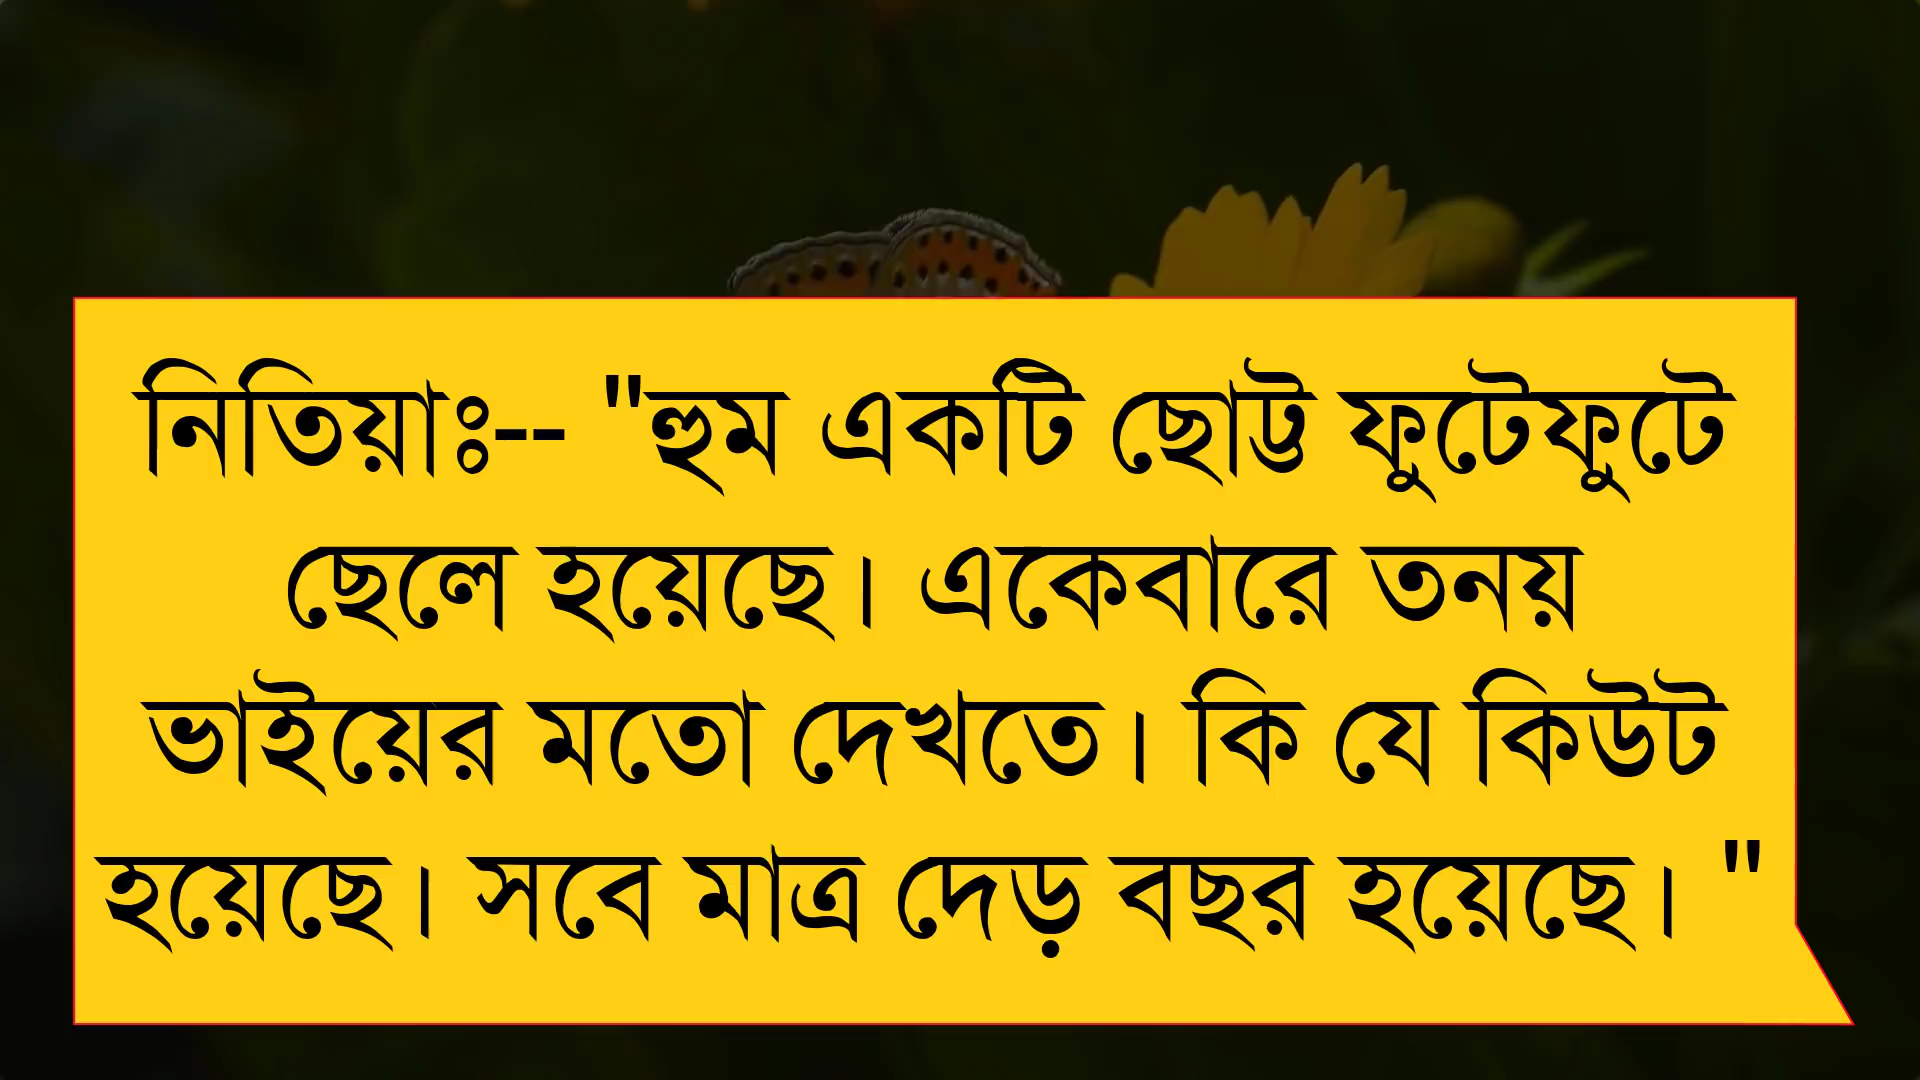 নিতিয়াঃ-- "হুম একটি ছোট্ট ফুটেফুটে
ছেলে হয়েছে। একেবারে তনয়
ভাইয়ের মতো দেখতে। কি যে কিউট
হয়েছে। সবে মাত্র দেড় বছর হয়েছে। "